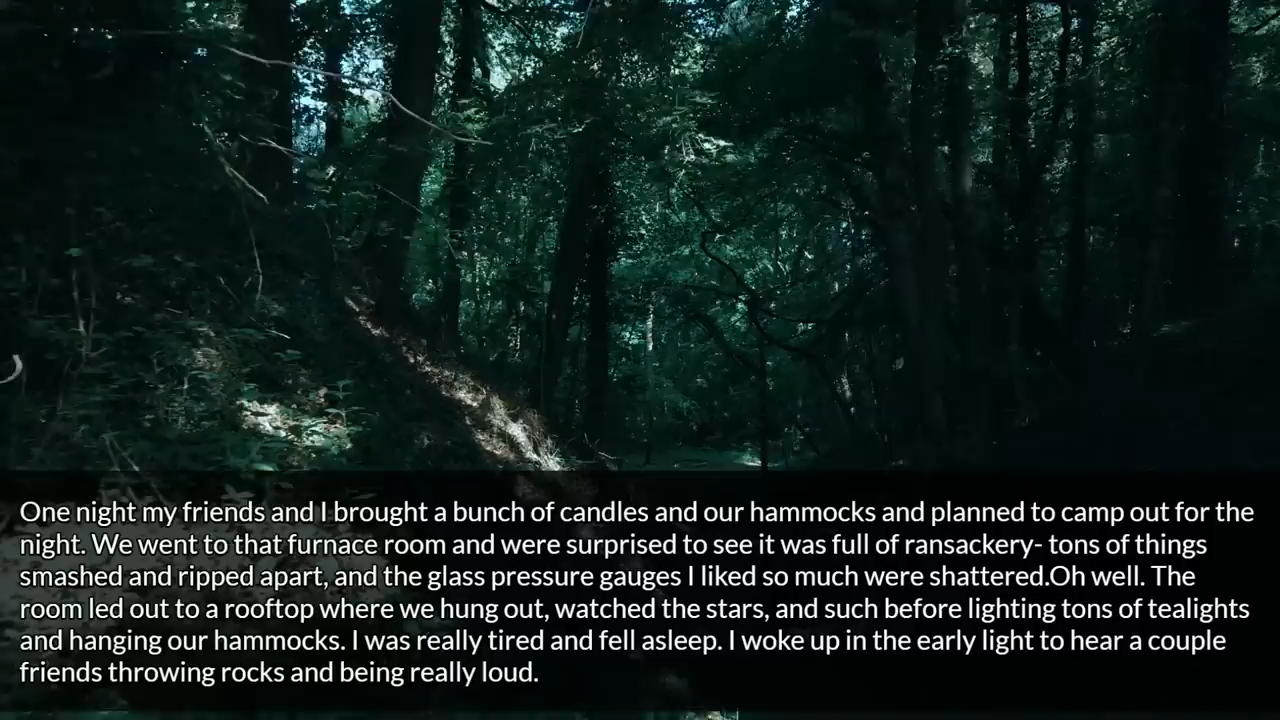 One night my friends and I brought a bunch of candles and our hammocks and planned to camp out for the
night. We went to that furnace room and were surprised to see it was full of ransackery- tons of things
smashed and ripped apart, and the glass pressure gauges I liked so much were shattered.Oh well. The
room led out to a rooftop where we hung out, watched the stars, and such before lighting tons of tealights
and hanging our hammocks. I was really tired and fell asleep. I woke up in the early light to hear a couple
friends throwing rocks and being really loud.